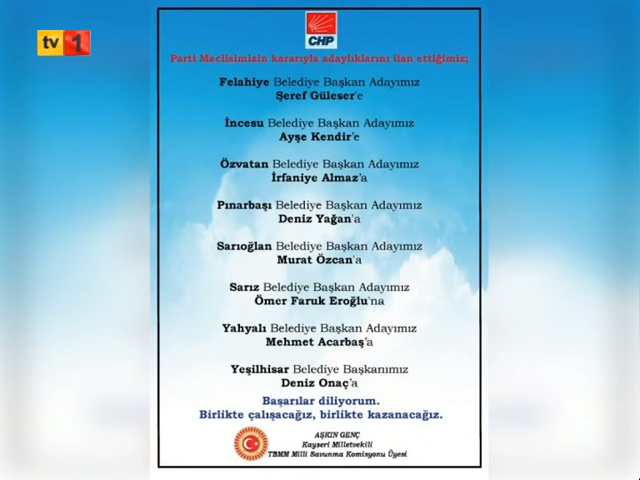 tv 1
CHP
Parti Meclisimizin kararıyla adaylıklarını ilan ettiğimiz;
Felahiye Belediye Başkan Adayımız
Şeref Güleser'e
İncesu Belediye Başkan Adayımız
Ayşe Kendir'e
Özvatan Belediye Başkan Adayımız
İrfaniye Almaz'a
Pınarbaşı Belediye Başkan Adayımız
Deniz Yağan'a
Sarıoğlan Belediye Başkan Adayımız
Murat Özcan'a
Sarız Belediye Başkan Adayımız
Ömer Faruk Eroğlu'na
Yahyalı Belediye Başkan Adayımız
Mehmet Acarbaş'a
Yeşilhisar Belediye Başkanımız
Deniz Onaç'a
Başarılar diliyorum.
Birlikte çalışacağız, birlikte kazanacağız.
AŞKIN GENÇ
Kayseri Milletvekili
TBMM Milli Savunma Komisyonu Üyesi